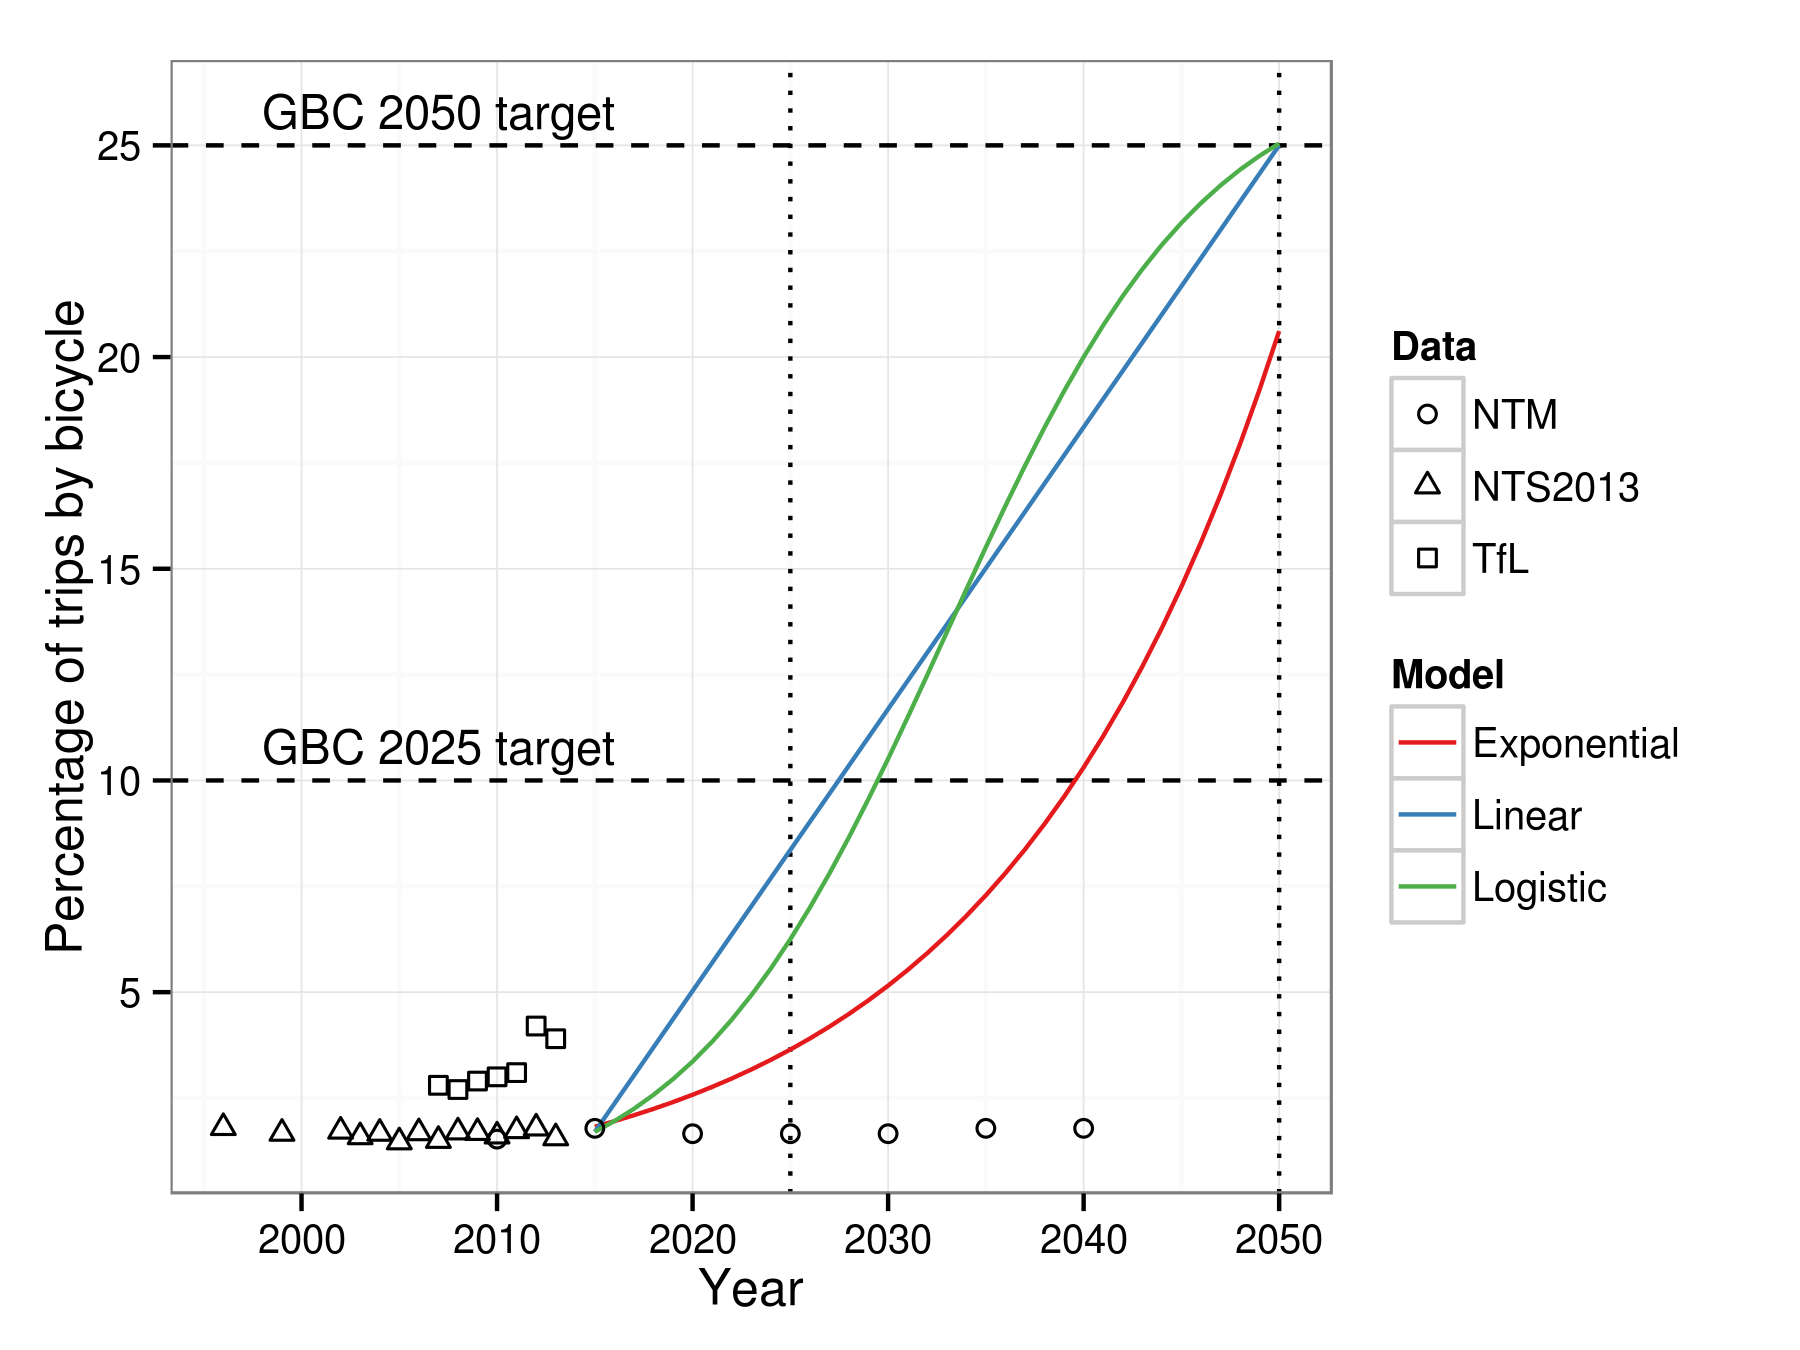 GBC 2050 target
25
20
15
GBC 2025 target
10
5
Percentage of trips by bicycle
2000 2010 2020 2030 2040 2050
Year
Data
NTM
NTS2013
TfL
Model
Exponential
Linear
Logistic